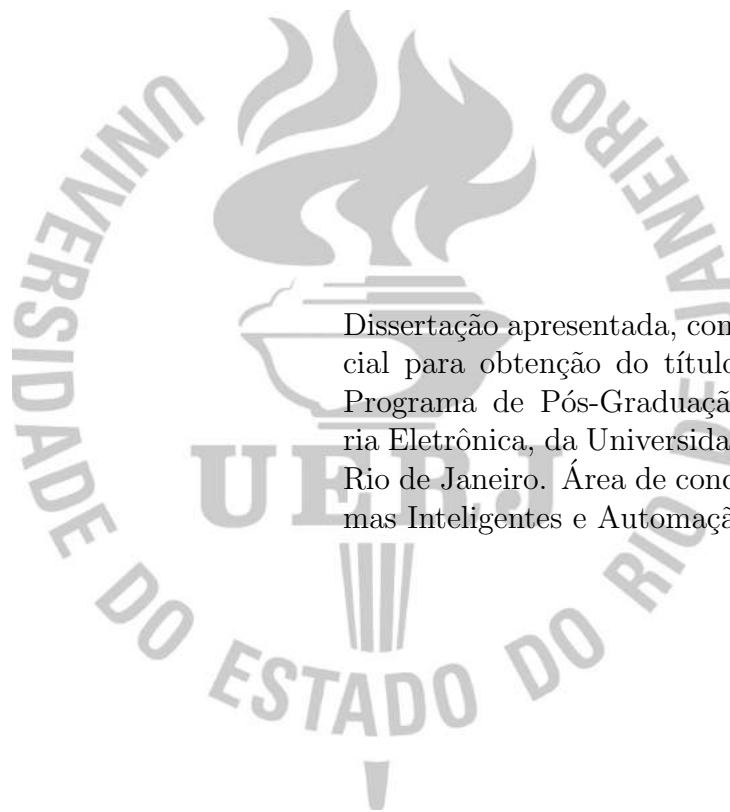 UNIVERSIDADE DO ESTADO DO RIO DE JANEIRO
Dissertação apresentada, com
cial para obtenção do título
Programa de Pós-Graduaçã
ria Eletrônica, da Universida
Rio de Janeiro. Área de conc
mas Inteligentes e Automaçã
UERJ